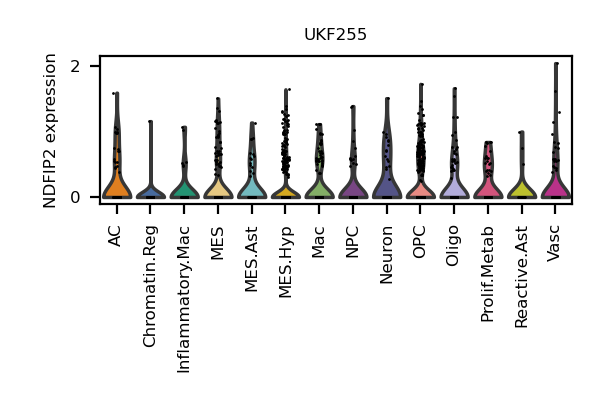 UKF255
NDFIP2 expression
2
0
AC
Chromatin.Reg
Inflammatory.Mac
MES
MES.Ast
MES.Hyp
Mac
NPC
Neuron
OPC
Oligo
Prolif.Metab
Reactive.Ast
Vasc